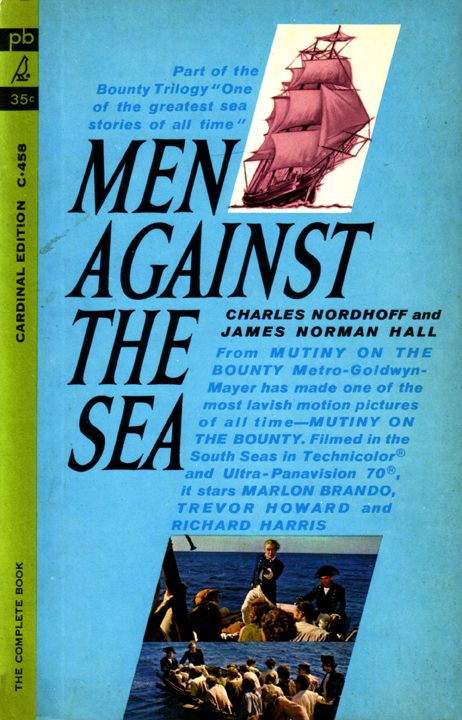 pb
35c
CARDINAL EDITION C·458
THE COMPLETE BOOK
Part of the
Bounty Trilogy "One
of the greatest sea
stories of all time"
MEN
AGAINST
THE
SEA
CHARLES NORDHOFF and
JAMES NORMAN HALL
From MUTINY ON THE
BOUNTY Metro-Goldwyn-
Mayer has made one of the
most lavish motion pictures
of all time—MUTINY ON
THE BOUNTY. Filmed in the
South Seas in Technicolor®
and Ultra-Panavision 70®,
it stars MARLON BRANDO,
TREVOR HOWARD and
RICHARD HARRIS